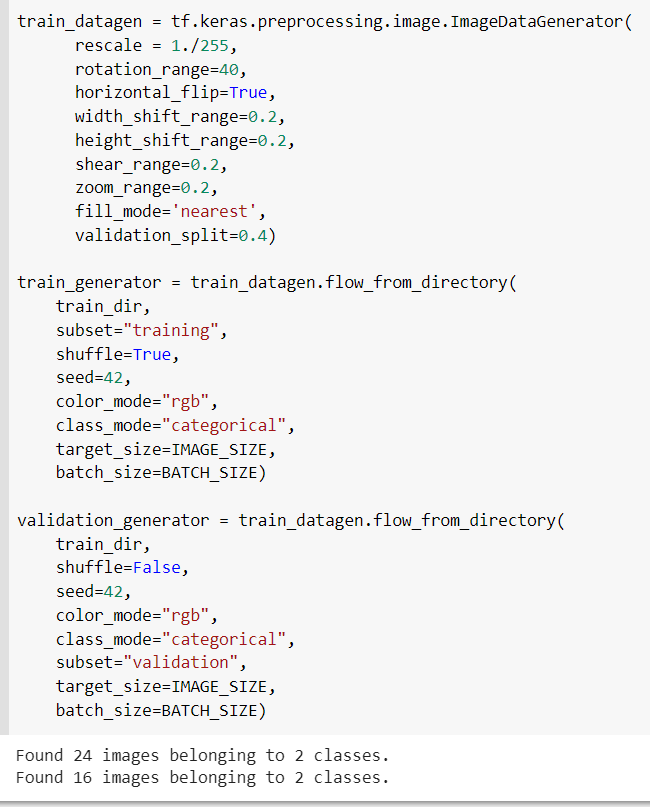 train_datagen = tf.keras.preprocessing.image.ImageDataGenerator(
      rescale = 1./255,
      rotation_range=40,
      horizontal_flip=True,
      width_shift_range=0.2,
      height_shift_range=0.2,
      shear_range=0.2,
      zoom_range=0.2,
      fill_mode='nearest',
      validation_split=0.4)

train_generator = train_datagen.flow_from_directory(
    train_dir,
    subset="training",
    shuffle=True,
    seed=42,
    color_mode="rgb",
    class_mode="categorical",
    target_size=IMAGE_SIZE,
    batch_size=BATCH_SIZE)

validation_generator = train_datagen.flow_from_directory(
    train_dir,
    shuffle=False,
    seed=42,
    color_mode="rgb",
    class_mode="categorical",
    subset="validation",
    target_size=IMAGE_SIZE,
    batch_size=BATCH_SIZE)

Found 24 images belonging to 2 classes.
Found 16 images belonging to 2 classes.